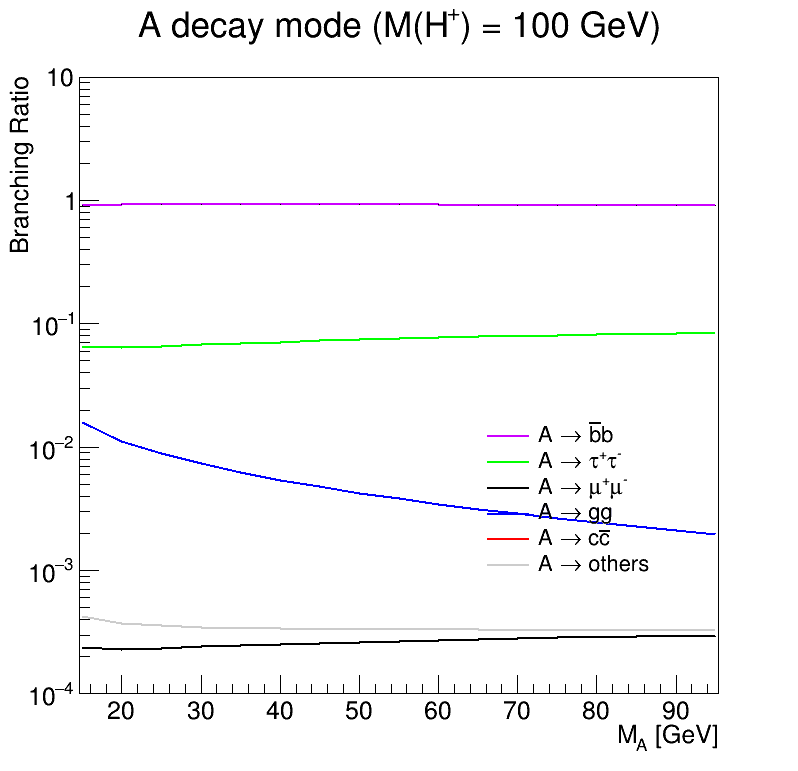 A decay mode (M(H⁺) = 100 GeV)
Branching Ratio
10
1
10⁻¹
10⁻²
10⁻³
10⁻⁴
A → b̅b
A → τ⁺τ⁻
A → μ⁺μ⁻
A → gg
A → cc̅
A → others
20 30 40 50 60 70 80 90
M_A [GeV]